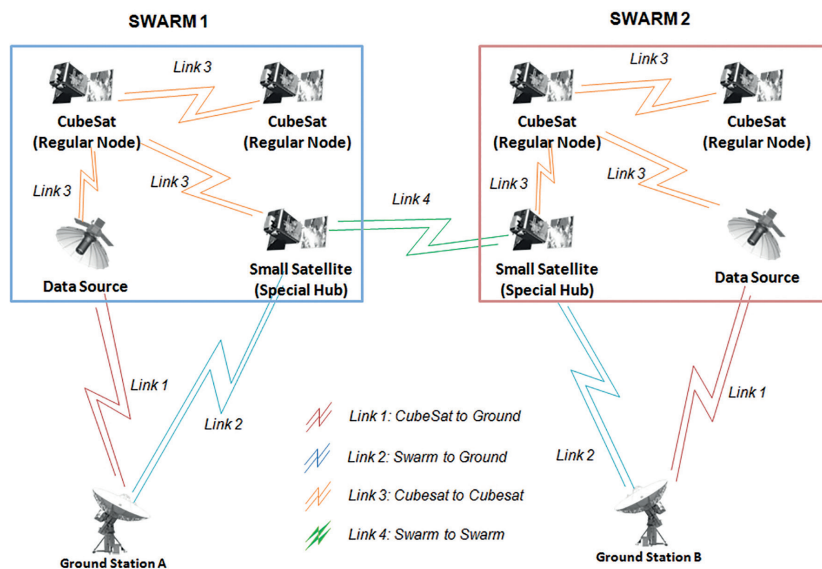 SWARM 1
SWARM 2
Link 3
CubeSat
(Regular Node)
CubeSat
(Regular Node)
Link 3
Link 3
Data Source
Small Satellite
(Special Hub)
Link 4
Link 3
CubeSat
(Regular Node)
CubeSat
(Regular Node)
Link 3
Link 3
Small Satellite
(Special Hub)
Data Source
Link 1
Link 2
Link 1
Link 2
Link 1: CubeSat to Ground
Link 2: Swarm to Ground
Link 3: Cubesat to Cubesat
Link 4: Swarm to Swarm
Ground Station A
Ground Station B